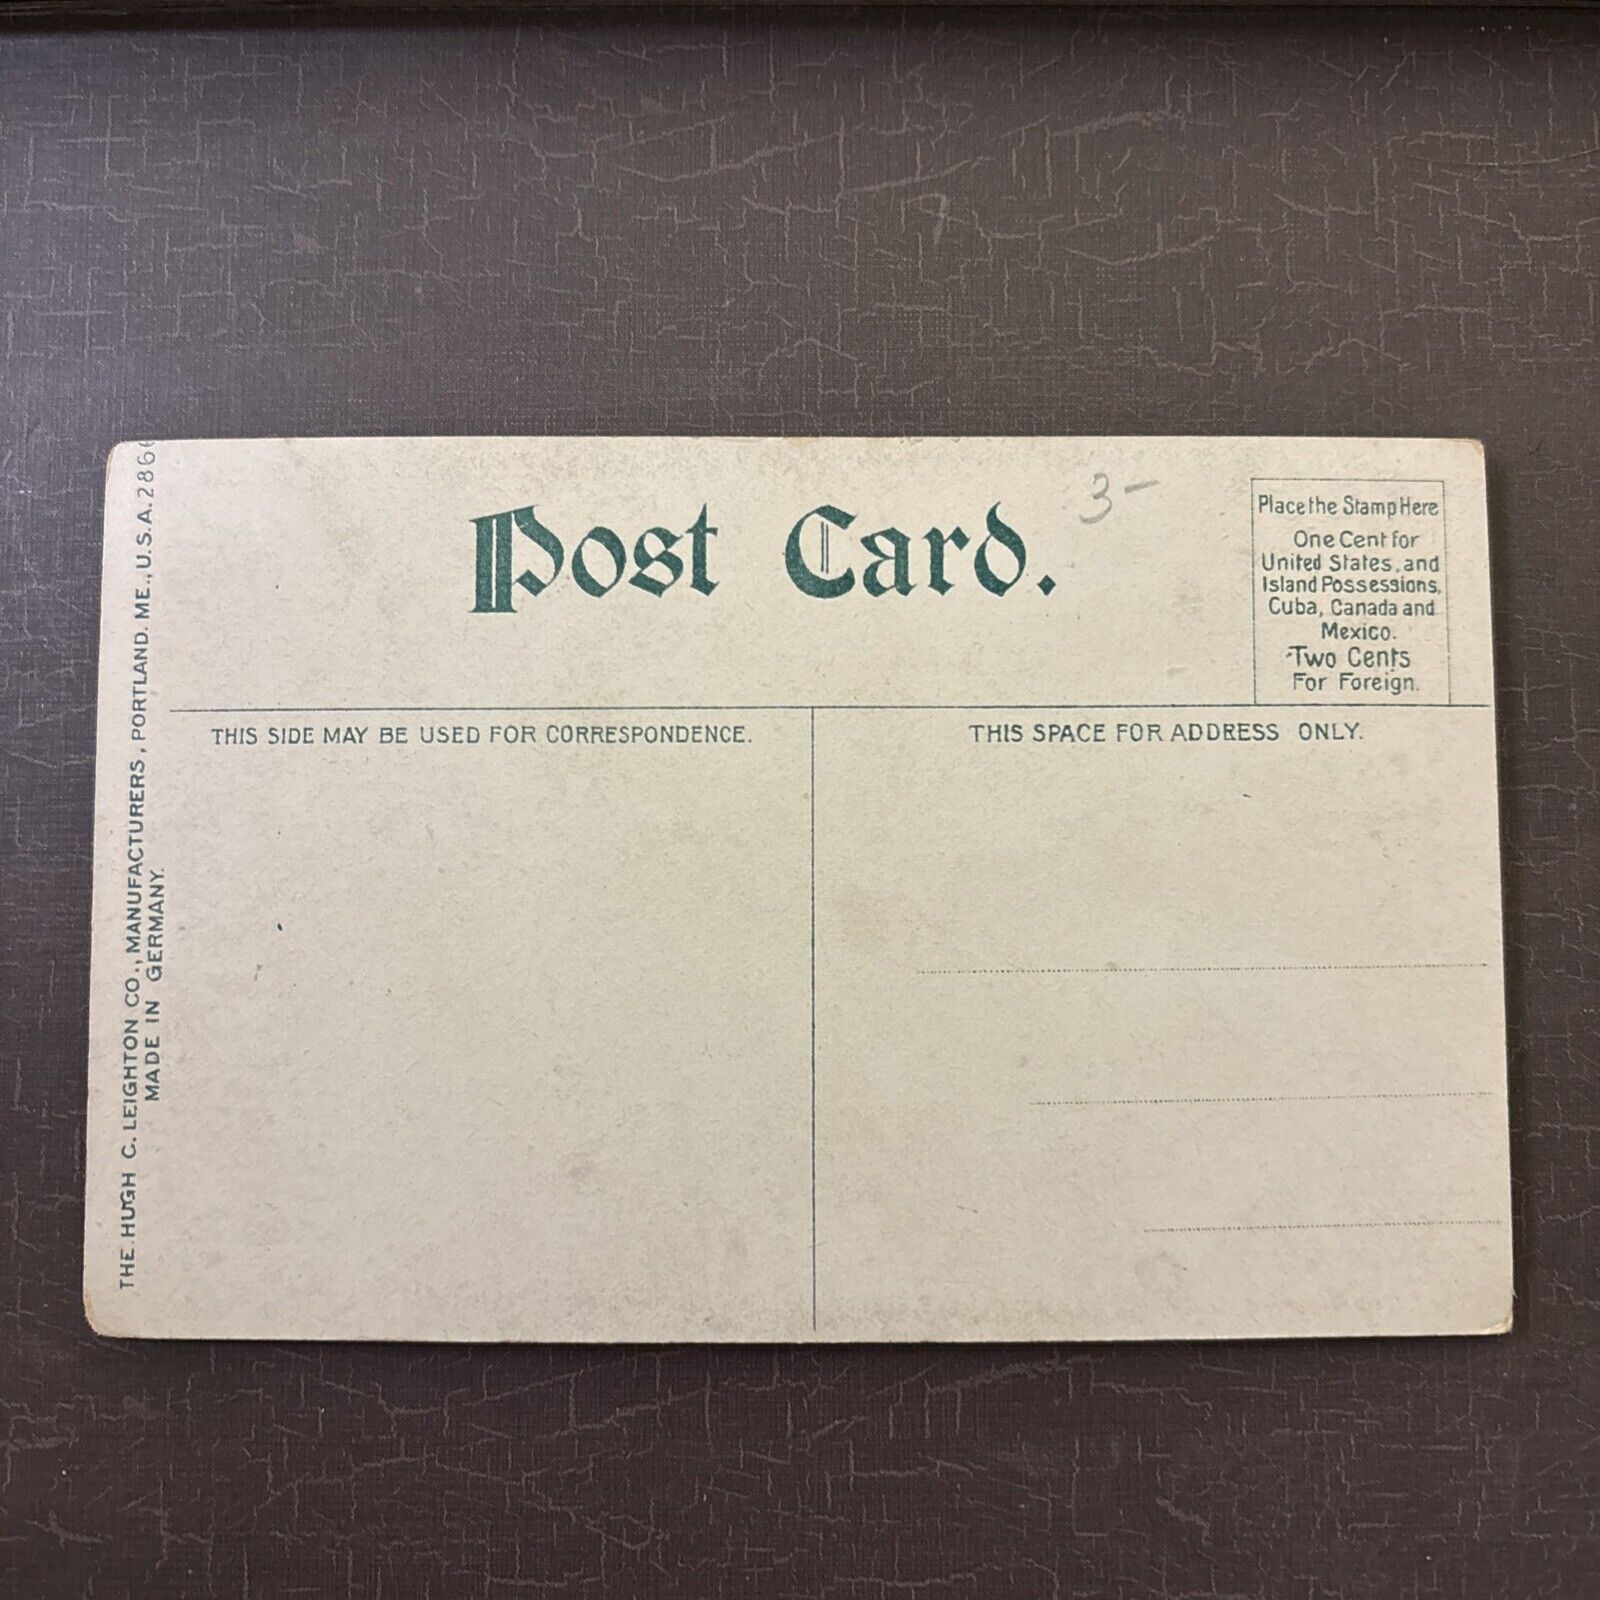 Post Card.
3-
Place the Stamp Here
One Cent for
United States, and
Island Possessions,
Cuba, Canada and
Mexico.
Two Cents
For Foreign.
THIS SIDE MAY BE USED FOR CORRESPONDENCE.
THIS SPACE FOR ADDRESS ONLY.
THE HUGH C. LEIGHTON CO., MANUFACTURERS, PORTLAND. ME., U.S.A. 286
MADE IN GERMANY.